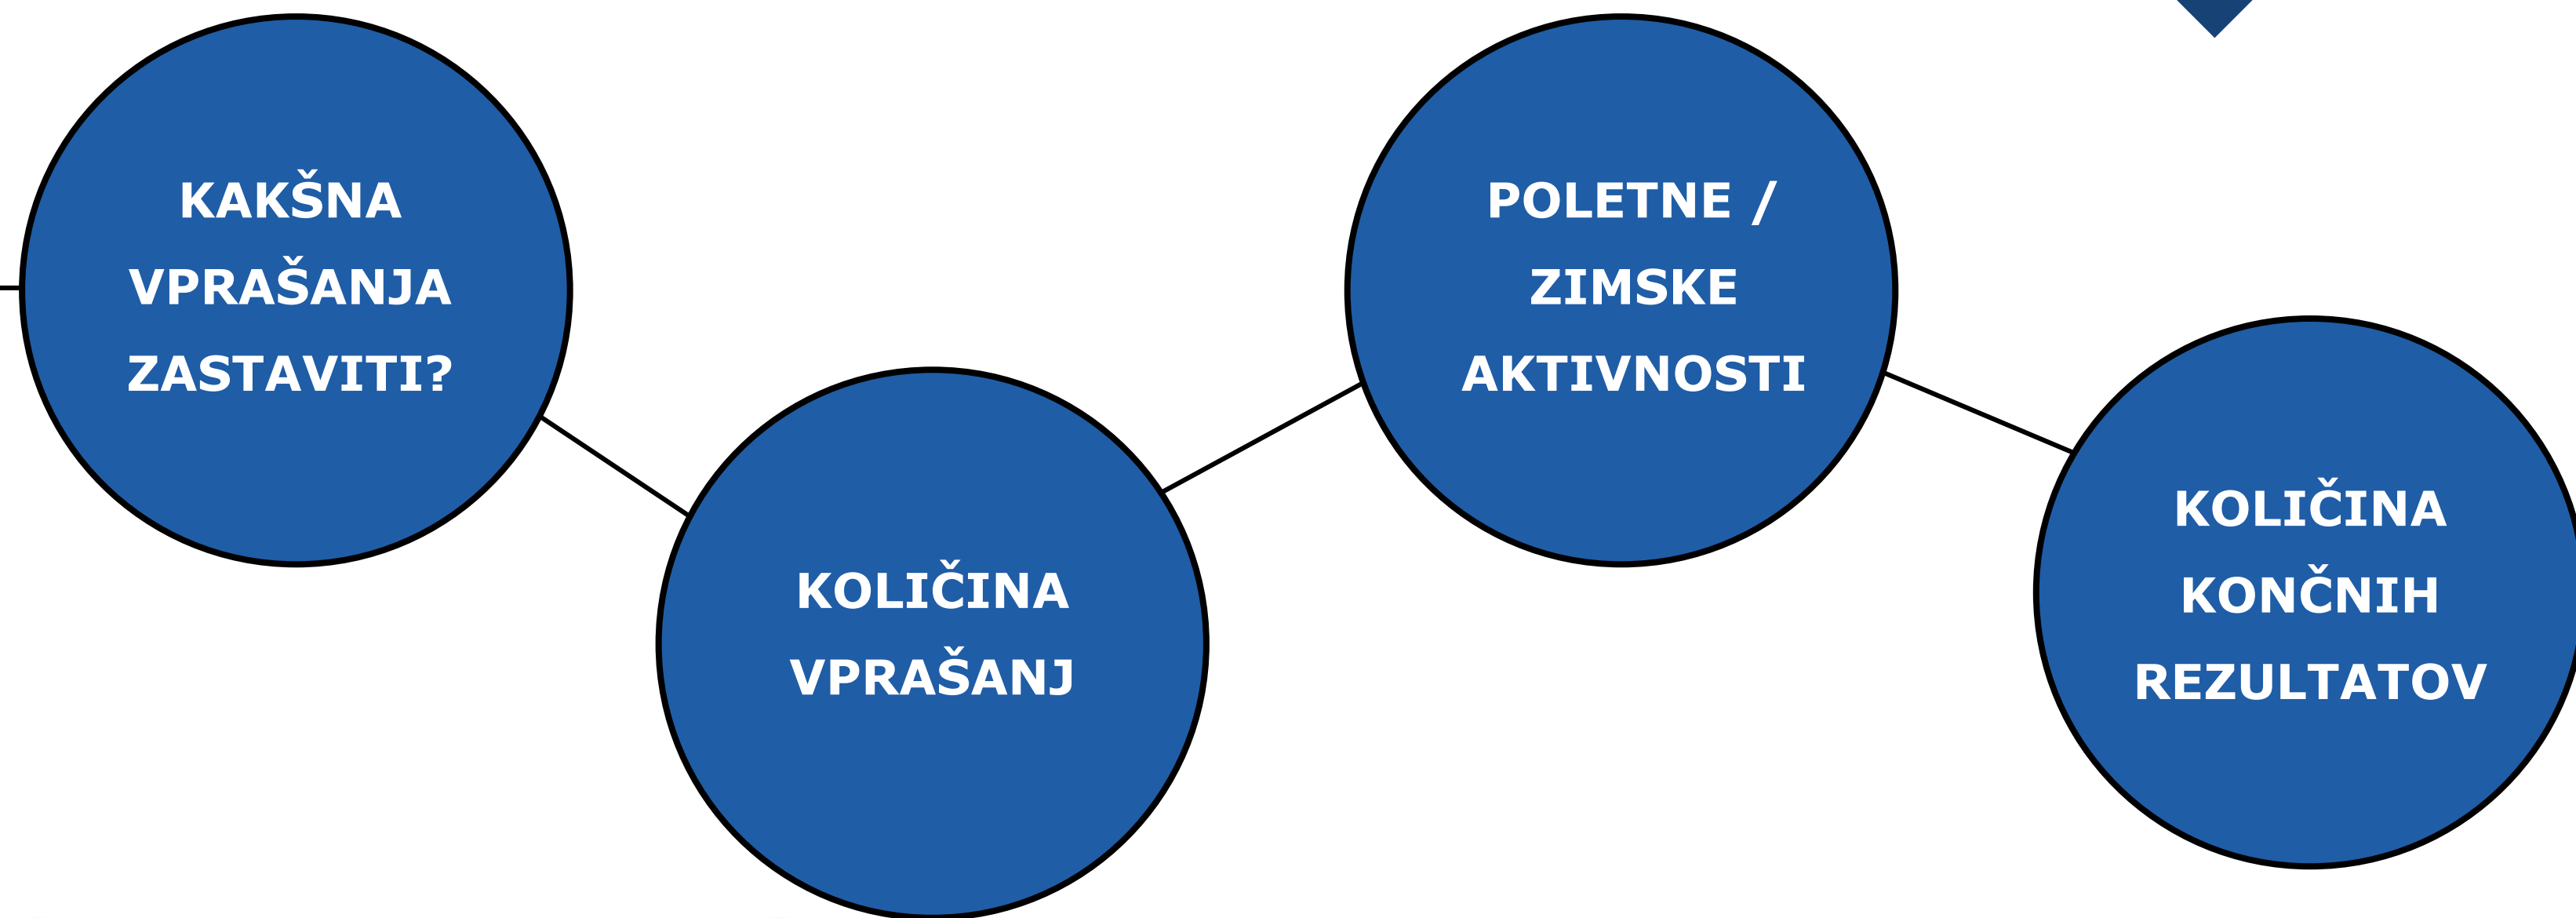 KAKŠNA
VPRAŠANJA
ZASTAVITI?
KOLIČINA
VPRAŠANJ
POLETNE /
ZIMSKE
AKTIVNOSTI
KOLIČINA
KONČNIH
REZULTATOV